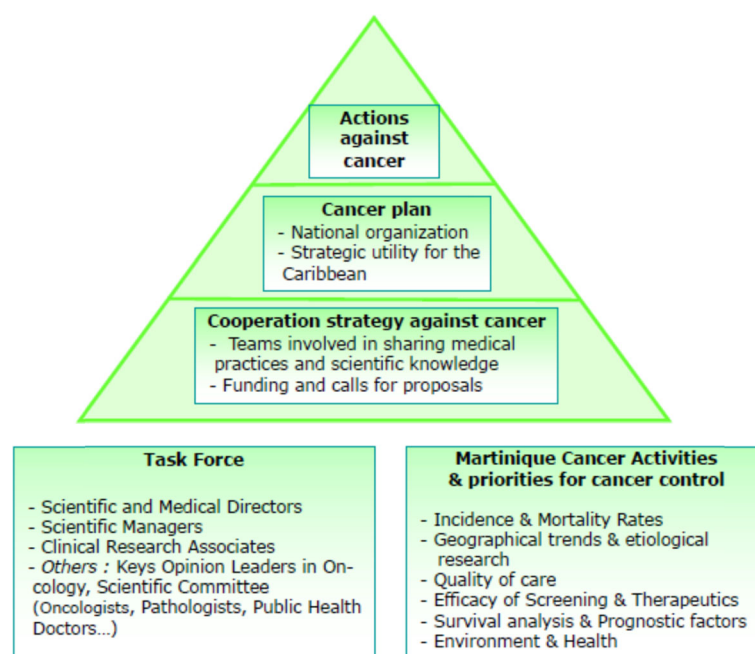 Actions
against
cancer
Cancer plan
- National organization
- Strategic utility for the
Caribbean
Cooperation strategy against cancer
- Teams involved in sharing medical
practices and scientific knowledge
- Funding and calls for proposals
Task Force
- Scientific and Medical Directors
- Scientific Managers
- Clinical Research Associates
- Others : Keys Opinion Leaders in On-
cology, Scientific Committee
(Oncologists, Pathologists, Public Health
Doctors...)
Martinique Cancer Activities
& priorities for cancer control
- Incidence & Mortality Rates
- Geographical trends & etiological
research
- Quality of care
- Efficacy of Screening & Therapeutics
- Survival analysis & Prognostic factors
- Environment & Health